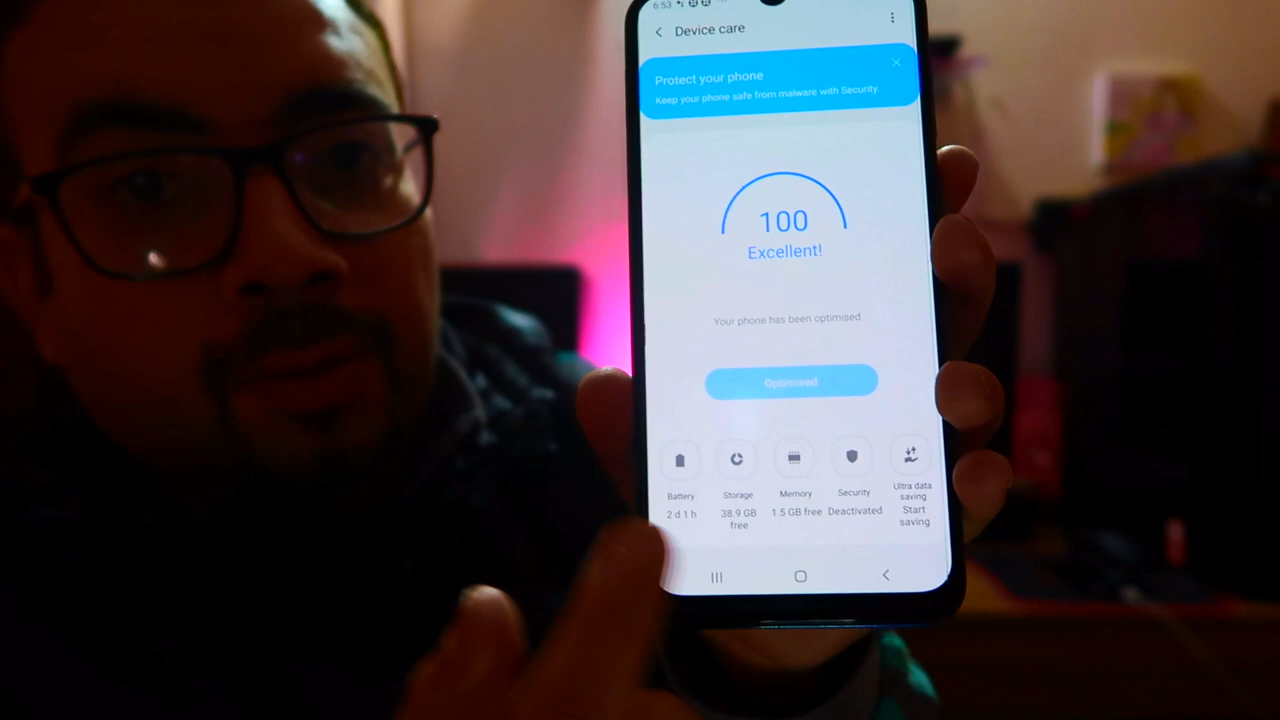 6:53
Device care
Protect your phone
Keep your phone safe from malware with Security.
100
Excellent!
Your phone has been optimised.
Optimised
Battery
2 d 1 h
Storage
38.9 GB
free
Memory
1.5 GB free
Security
Deactivated
Ultra data
saving
Start
saving